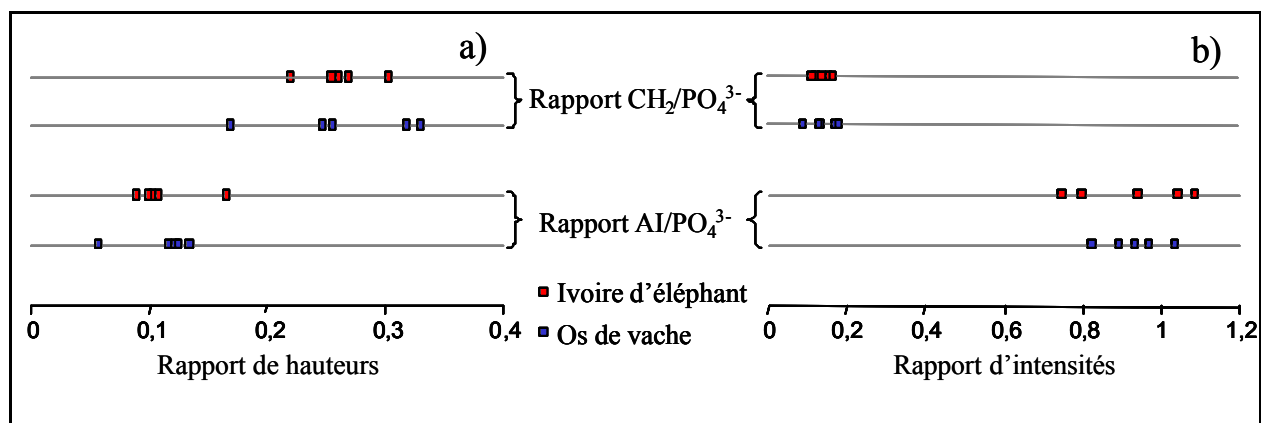 a)
b)
Rapport CH₂/PO₄³⁻
Rapport AI/PO₄³⁻
Ivoire d’éléphant
Os de vache
0 0,1 0,2 0,3 0,4
Rapport de hauteurs
0 0,2 0,4 0,6 0,8 1 1,2
Rapport d’intensités